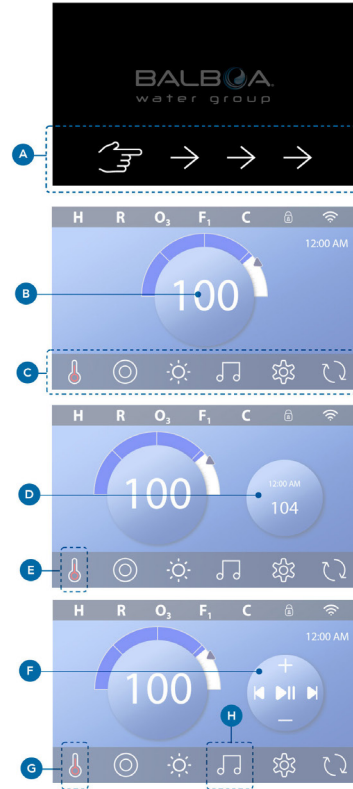 BALBOA
water group
A
H R O₃ F₁ C
12:00 AM
B
100
C
H R O₃ F₁ C
D
100
12:00 AM
104
E
H R O₃ F₁ C
12:00 AM
F
100
H
G